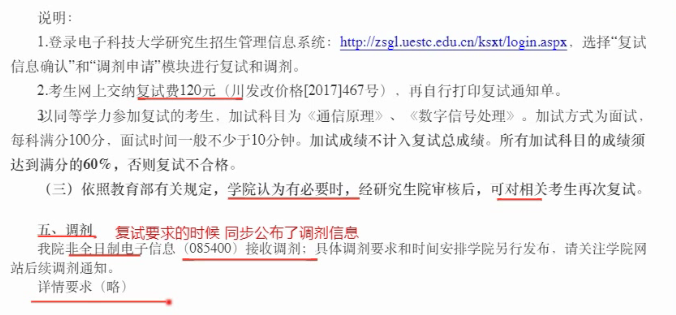 说明：
1.登录电子科技大学研究生招生管理信息系统：http://zsgl.uestc.edu.cn/ksxt/login.aspx，选择“复试
信息确认”和“调剂申请”模块进行复试和调剂。
2.考生网上交纳复试费120元（川发改价格[2017]467号），再自行打印复试通知单。
3以同等学力参加复试的考生，加试科目为《通信原理》、《数字信号处理》。加试方式为面试，
每科满分100分，面试时间一般不少于10分钟。加试成绩不计入复试总成绩。所有加试科目的成绩须
达到满分的60%，否则复试不合格。
（三）依照教育部有关规定，学院认为有必要时，经研究生院审核后，可对相关考生再次复试。
五、调剂 复试要求的时候 同步公布了调剂信息
我院非全日制电子信息（085400）接收调剂；具体调剂要求和时间安排学院另行发布，请关注学院网
站后续调剂通知。
详情要求（略）